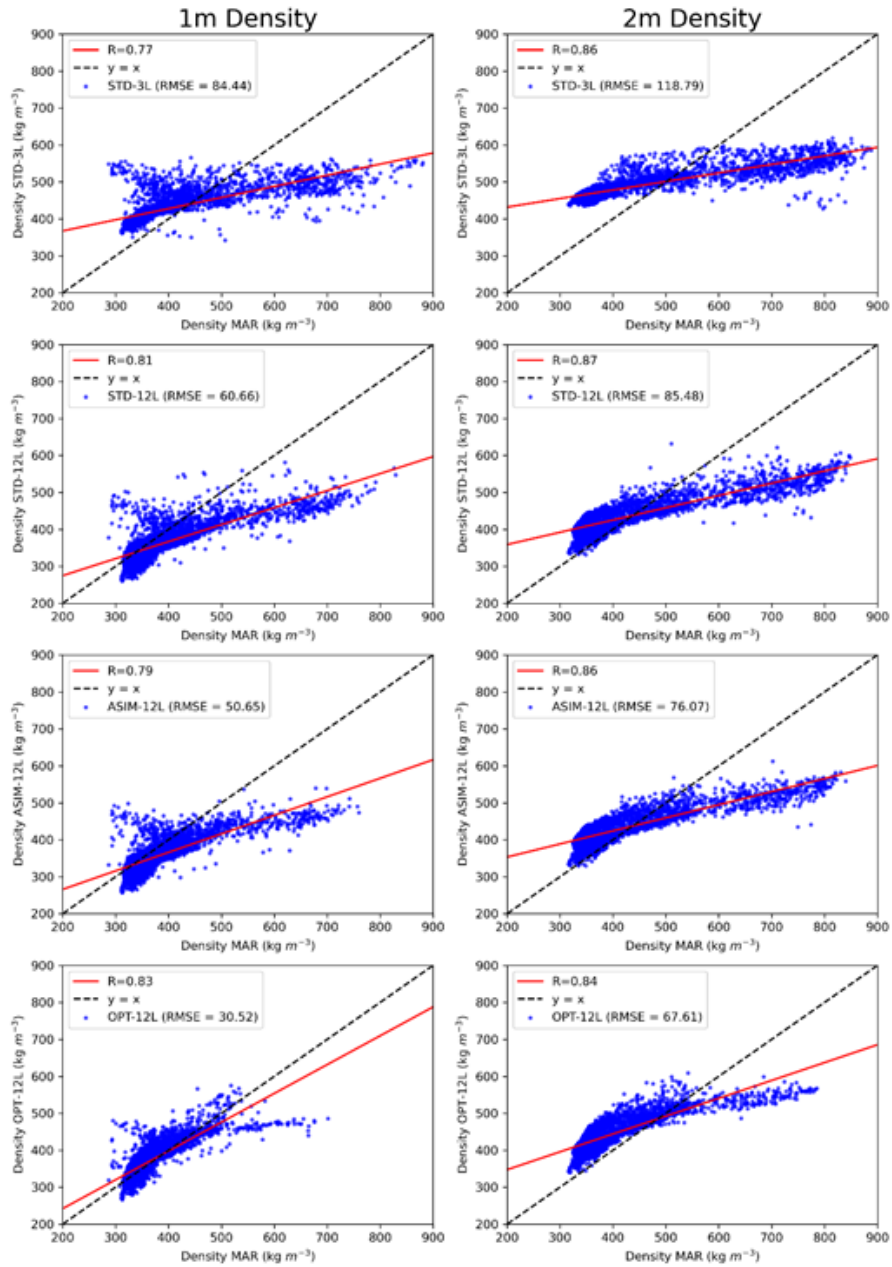 1m Density
2m Density
900
800
700
600
500
400
300
200
Density STD-3L (kg m⁻³)
R=0.77
y = x
STD-3L (RMSE = 84.44)
200 300 400 500 600 700 800 900
Density MAR (kg m⁻³)
900
800
700
600
500
400
300
200
Density STD-3L (kg m⁻³)
R=0.86
y = x
STD-3L (RMSE = 118.79)
200 300 400 500 600 700 800 900
Density MAR (kg m⁻³)
900
800
700
600
500
400
300
200
Density STD-12L (kg m⁻³)
R=0.81
y = x
STD-12L (RMSE = 60.66)
200 300 400 500 600 700 800 900
Density MAR (kg m⁻³)
900
800
700
600
500
400
300
200
Density STD-12L (kg m⁻³)
R=0.87
y = x
STD-12L (RMSE = 85.48)
200 300 400 500 600 700 800 900
Density MAR (kg m⁻³)
900
800
700
600
500
400
300
200
Density ASIM-12L (kg m⁻³)
R=0.79
y = x
ASIM-12L (RMSE = 50.65)
200 300 400 500 600 700 800 900
Density MAR (kg m⁻³)
900
800
700
600
500
400
300
200
Density ASIM-12L (kg m⁻³)
R=0.86
y = x
ASIM-12L (RMSE = 76.07)
200 300 400 500 600 700 800 900
Density MAR (kg m⁻³)
900
800
700
600
500
400
300
200
Density OPT-12L (kg m⁻³)
R=0.83
y = x
OPT-12L (RMSE = 30.52)
200 300 400 500 600 700 800 900
Density MAR (kg m⁻³)
900
800
700
600
500
400
300
200
Density OPT-12L (kg m⁻³)
R=0.84
y = x
OPT-12L (RMSE = 67.61)
200 300 400 500 600 700 800 900
Density MAR (kg m⁻³)